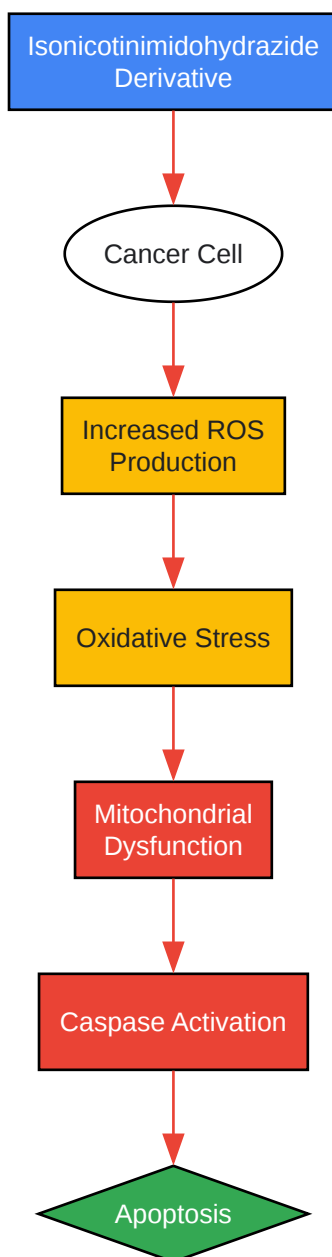 Isonicotinimidohydrazide
Derivative
Cancer Cell
Increased ROS
Production
Oxidative Stress
Mitochondrial
Dysfunction
Caspase Activation
Apoptosis